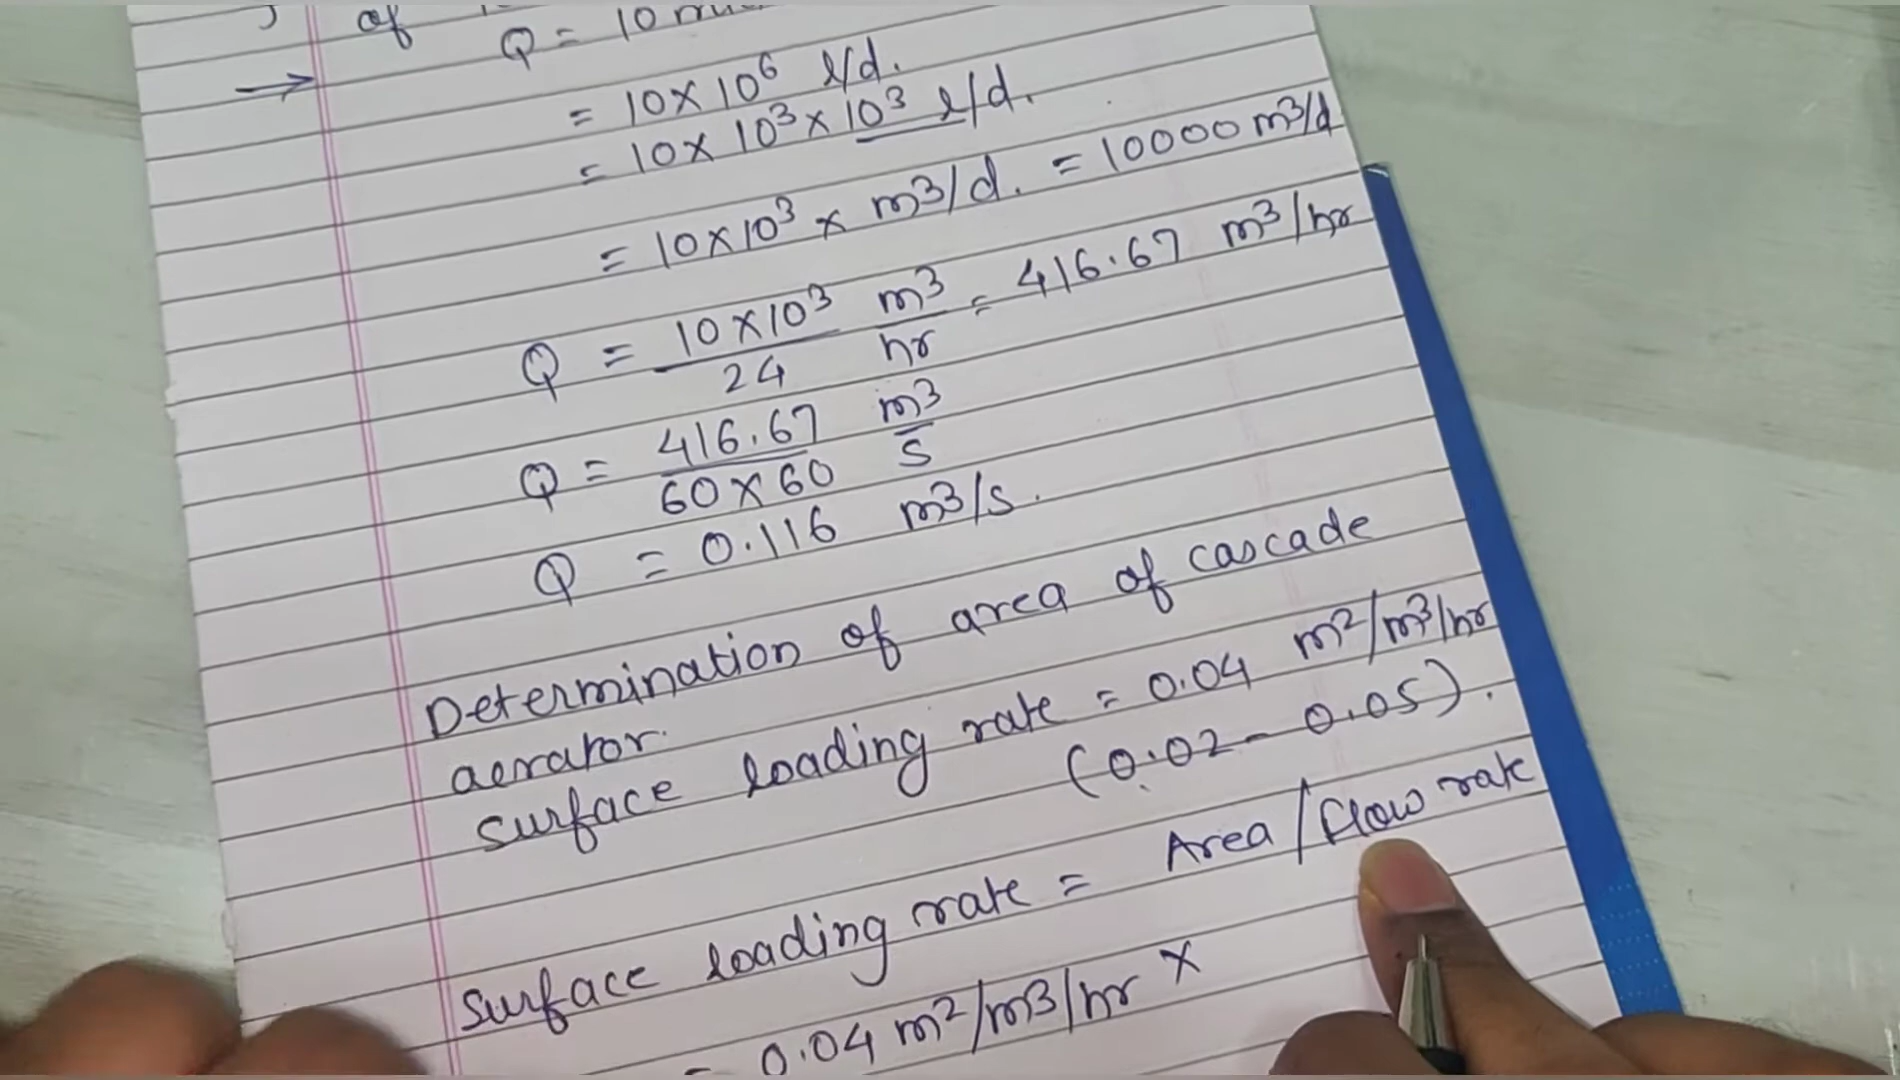 of
Q = 10
= 10 × 10⁶ l/d.
= 10 × 10³ × 10³ l/d.
= 10 × 10³ × m³/d. = 10000 m³/d
Q = 10 × 10³ / 24 m³/hr = 416.67 m³/hr
Q = 416.67 / 60 × 60 m³/s
Q = 0.116 m³/s.
Determination of area of cascade
aerator.
surface loading rate = 0.04 m²/m³/hr
(0.02 - 0.05).
surface loading rate = Area / flow rate
= 0.04 m²/m³/hr ×